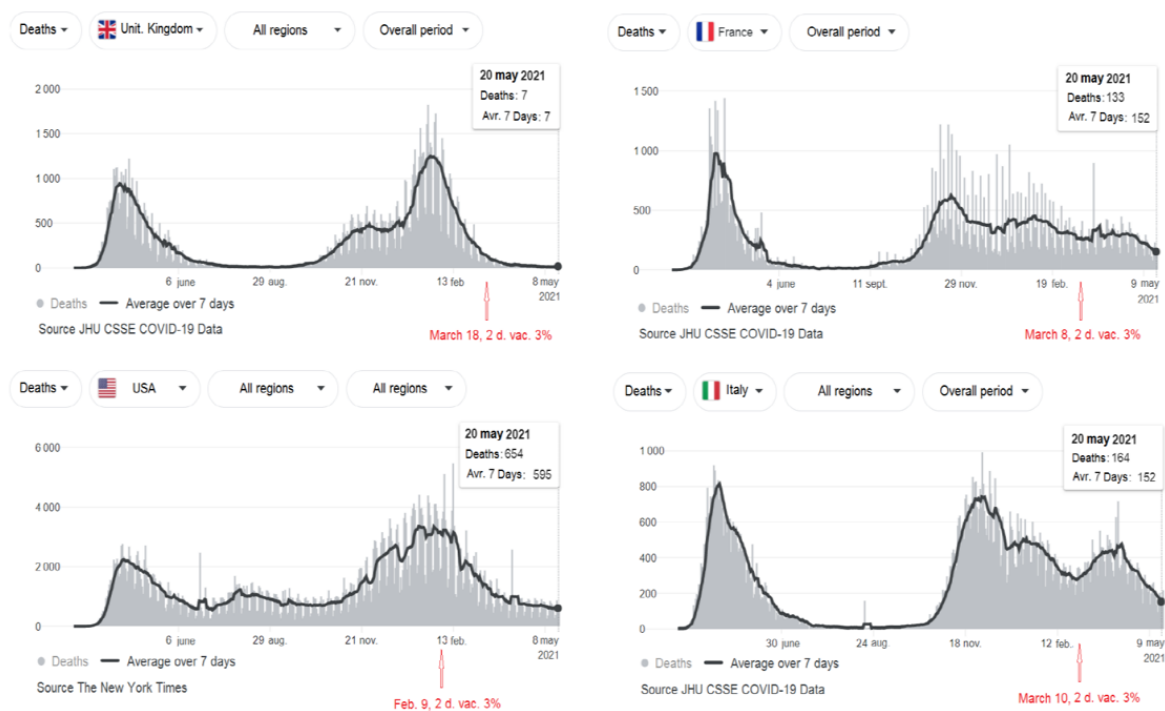 Deaths Unit. Kingdom All regions Overall period
20 may 2021
Deaths: 7
Avr. 7 Days: 7
2 000
1 500
1 000
500
0
6 june 29 aug. 21 nov. 13 feb 8 may
2021
Deaths Average over 7 days
Source JHU CSSE COVID-19 Data
March 18, 2 d. vac. 3%
Deaths France Overall period
20 may 2021
Deaths: 133
Avr. 7 Days: 152
1 500
1 000
500
0
4 june 11 sept. 29 nov. 19 feb. 9 may
2021
Deaths Average over 7 days
Source JHU CSSE COVID-19 Data
March 8, 2 d. vac. 3%
Deaths USA All regions All regions
20 may 2021
Deaths: 654
Avr. 7 Days: 595
6 000
4 000
2 000
0
6 june 29 aug. 21 nov. 13 feb. 8 may
2021
Deaths Average over 7 days
Source The New York Times
Feb. 9, 2 d. vac. 3%
Deaths Italy All regions Overall period
20 may 2021
Deaths: 164
Avr. 7 Days: 152
1 000
800
600
400
200
0
30 june 24 aug. 18 nov. 12 feb.. 9 may
2021
Deaths Average over 7 days
Source JHU CSSE COVID-19 Data
March 10, 2 d. vac. 3%